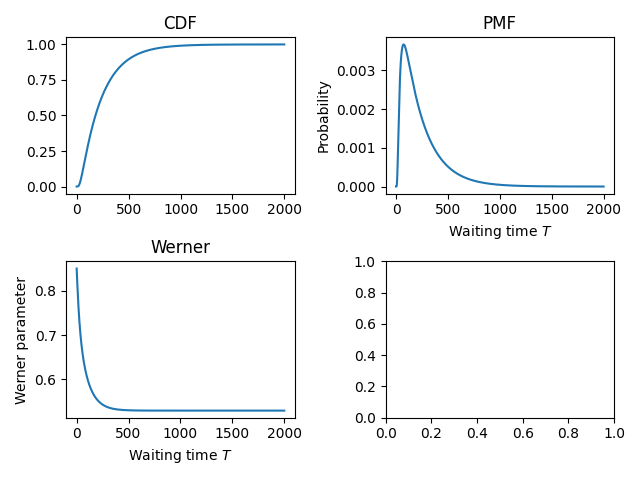 CDF
1.00
0.75
0.50
0.25
0.00
0 500 1000 1500 2000
PMF
Probability
0.003
0.002
0.001
0.000
0 500 1000 1500 2000
Waiting time T
Werner
Werner parameter
0.8
0.7
0.6
0 500 1000 1500 2000
Waiting time T
1.0
0.8
0.6
0.4
0.2
0.0
0.0 0.2 0.4 0.6 0.8 1.0